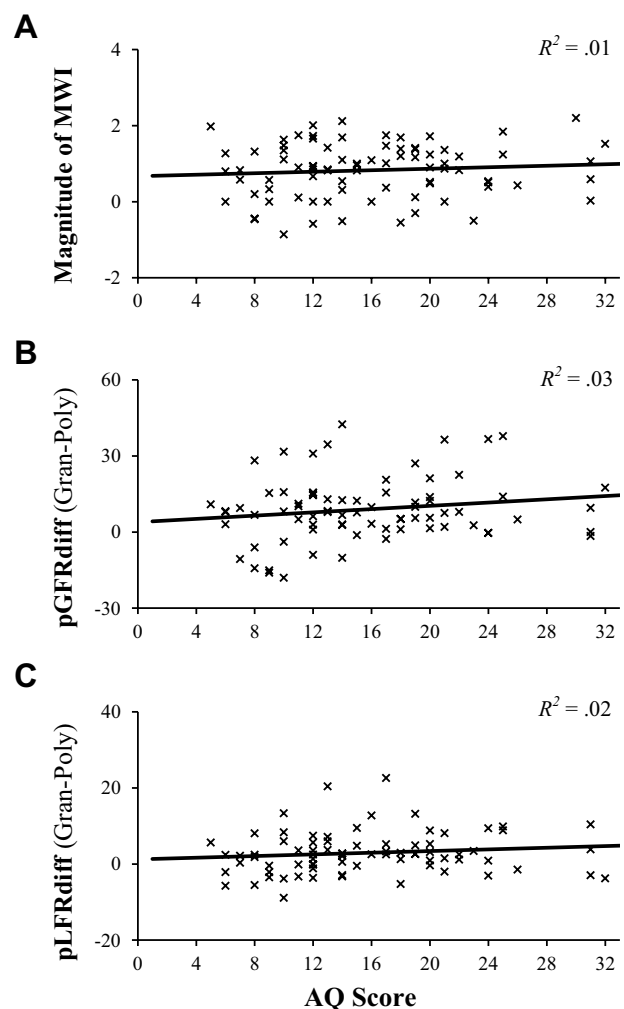 A
Magnitude of MWI
R² = .01
4
2
0
-2
0 4 8 12 16 20 24 28 32
B
pGFRdiff (Gran-Poly)
R² = .03
60
30
0
-30
0 4 8 12 16 20 24 28 32
C
pLFRdiff (Gran-Poly)
R² = .02
40
20
0
-20
0 4 8 12 16 20 24 28 32
AQ Score